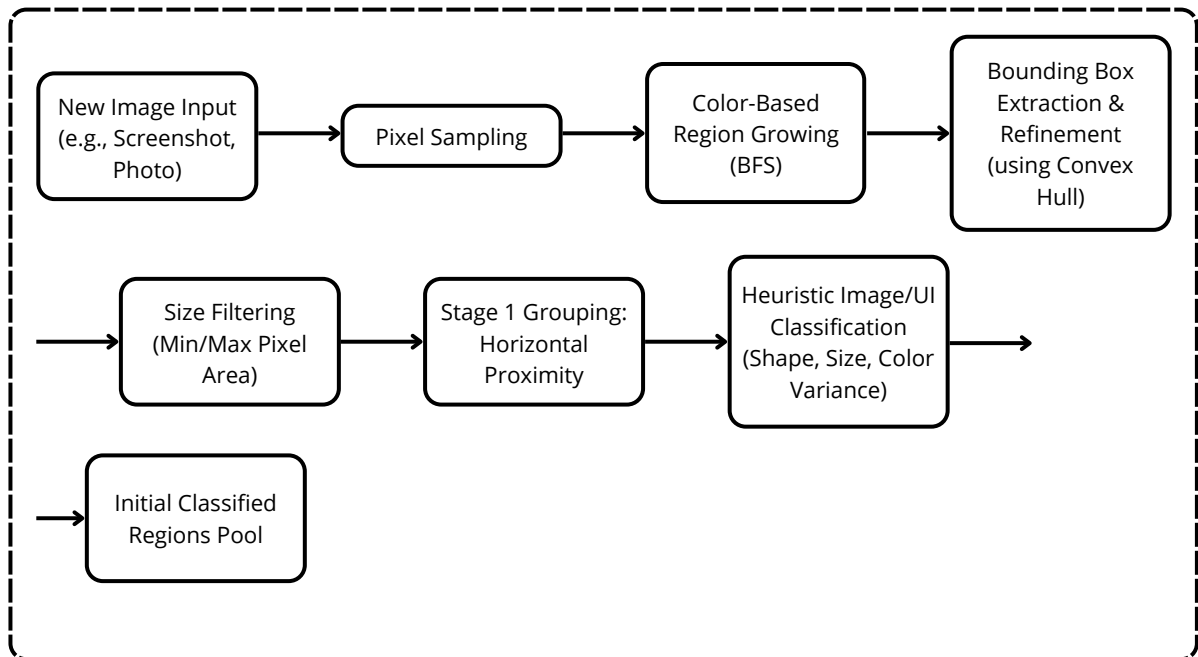 New Image Input
(e.g., Screenshot,
Photo)
Pixel Sampling
Color-Based
Region Growing
(BFS)
Bounding Box
Extraction &
Refinement
(using Convex
Hull)
Size Filtering
(Min/Max Pixel
Area)
Stage 1 Grouping:
Horizontal
Proximity
Heuristic Image/UI
Classification
(Shape, Size, Color
Variance)
Initial Classified
Regions Pool